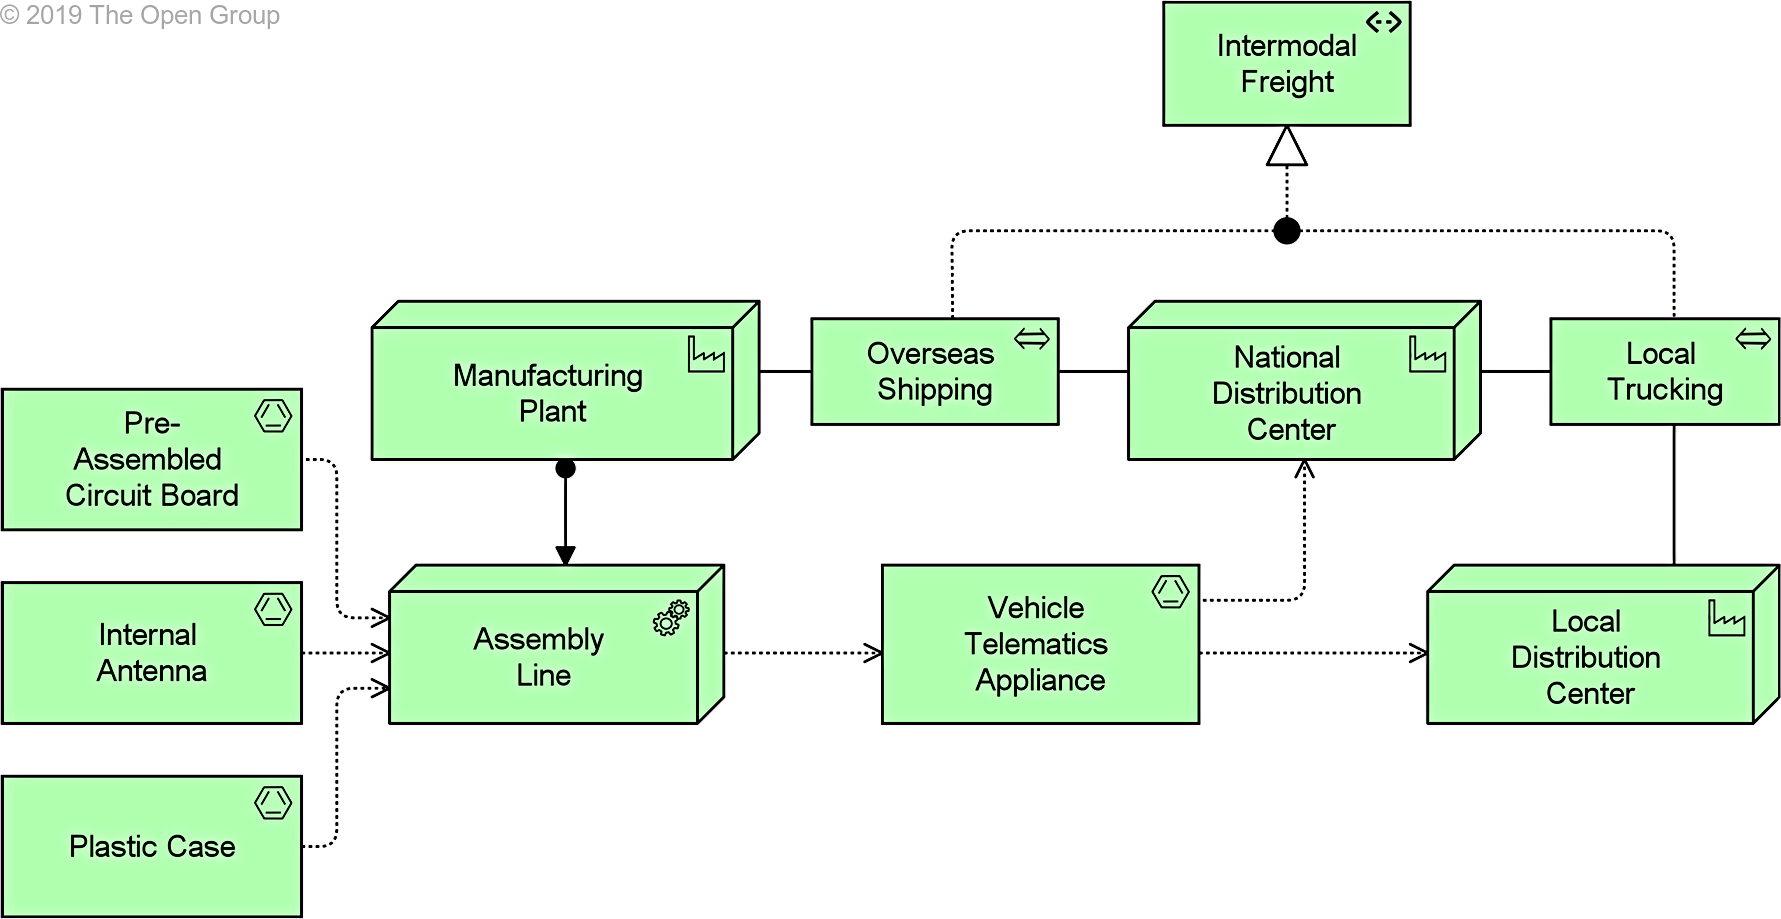 © 2019 The Open Group
Intermodal
Freight
Manufacturing
Plant
Overseas
Shipping
National
Distribution
Center
Local
Trucking
Pre-
Assembled
Circuit Board
Internal
Antenna
Plastic Case
Assembly
Line
Vehicle
Telematics
Appliance
Local
Distribution
Center